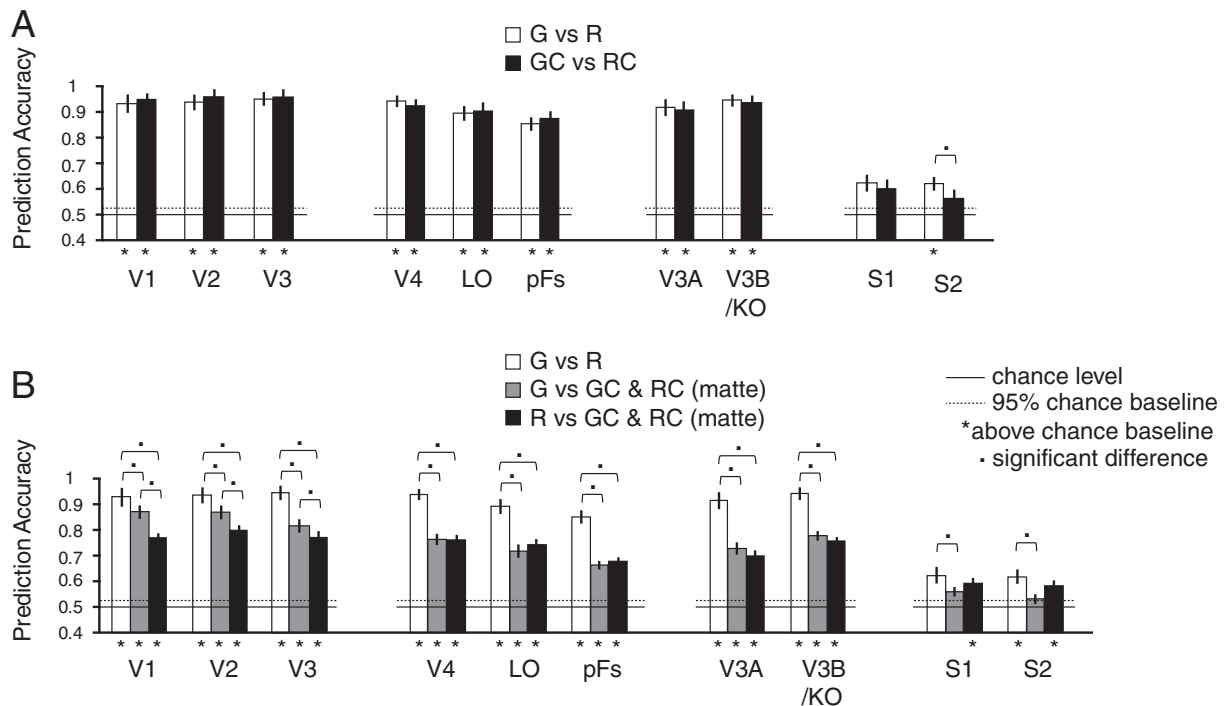 A
G vs R
GC vs RC
Prediction Accuracy
1
0.9
0.8
0.7
0.6
0.5
0.4
* * * * * * * * * * * * * * * * *
V1 V2 V3 V4 LO pFs V3A V3B /KO S1 S2
B
G vs R
G vs GC & RC (matte)
R vs GC & RC (matte)
chance level
95% chance baseline
*above chance baseline
▪ significant difference
Prediction Accuracy
1
0.9
0.8
0.7
0.6
0.5
0.4
* * * * * * * * * * * * * * * * * * * * * * * * * * *
V1 V2 V3 V4 LO pFs V3A V3B /KO S1 S2